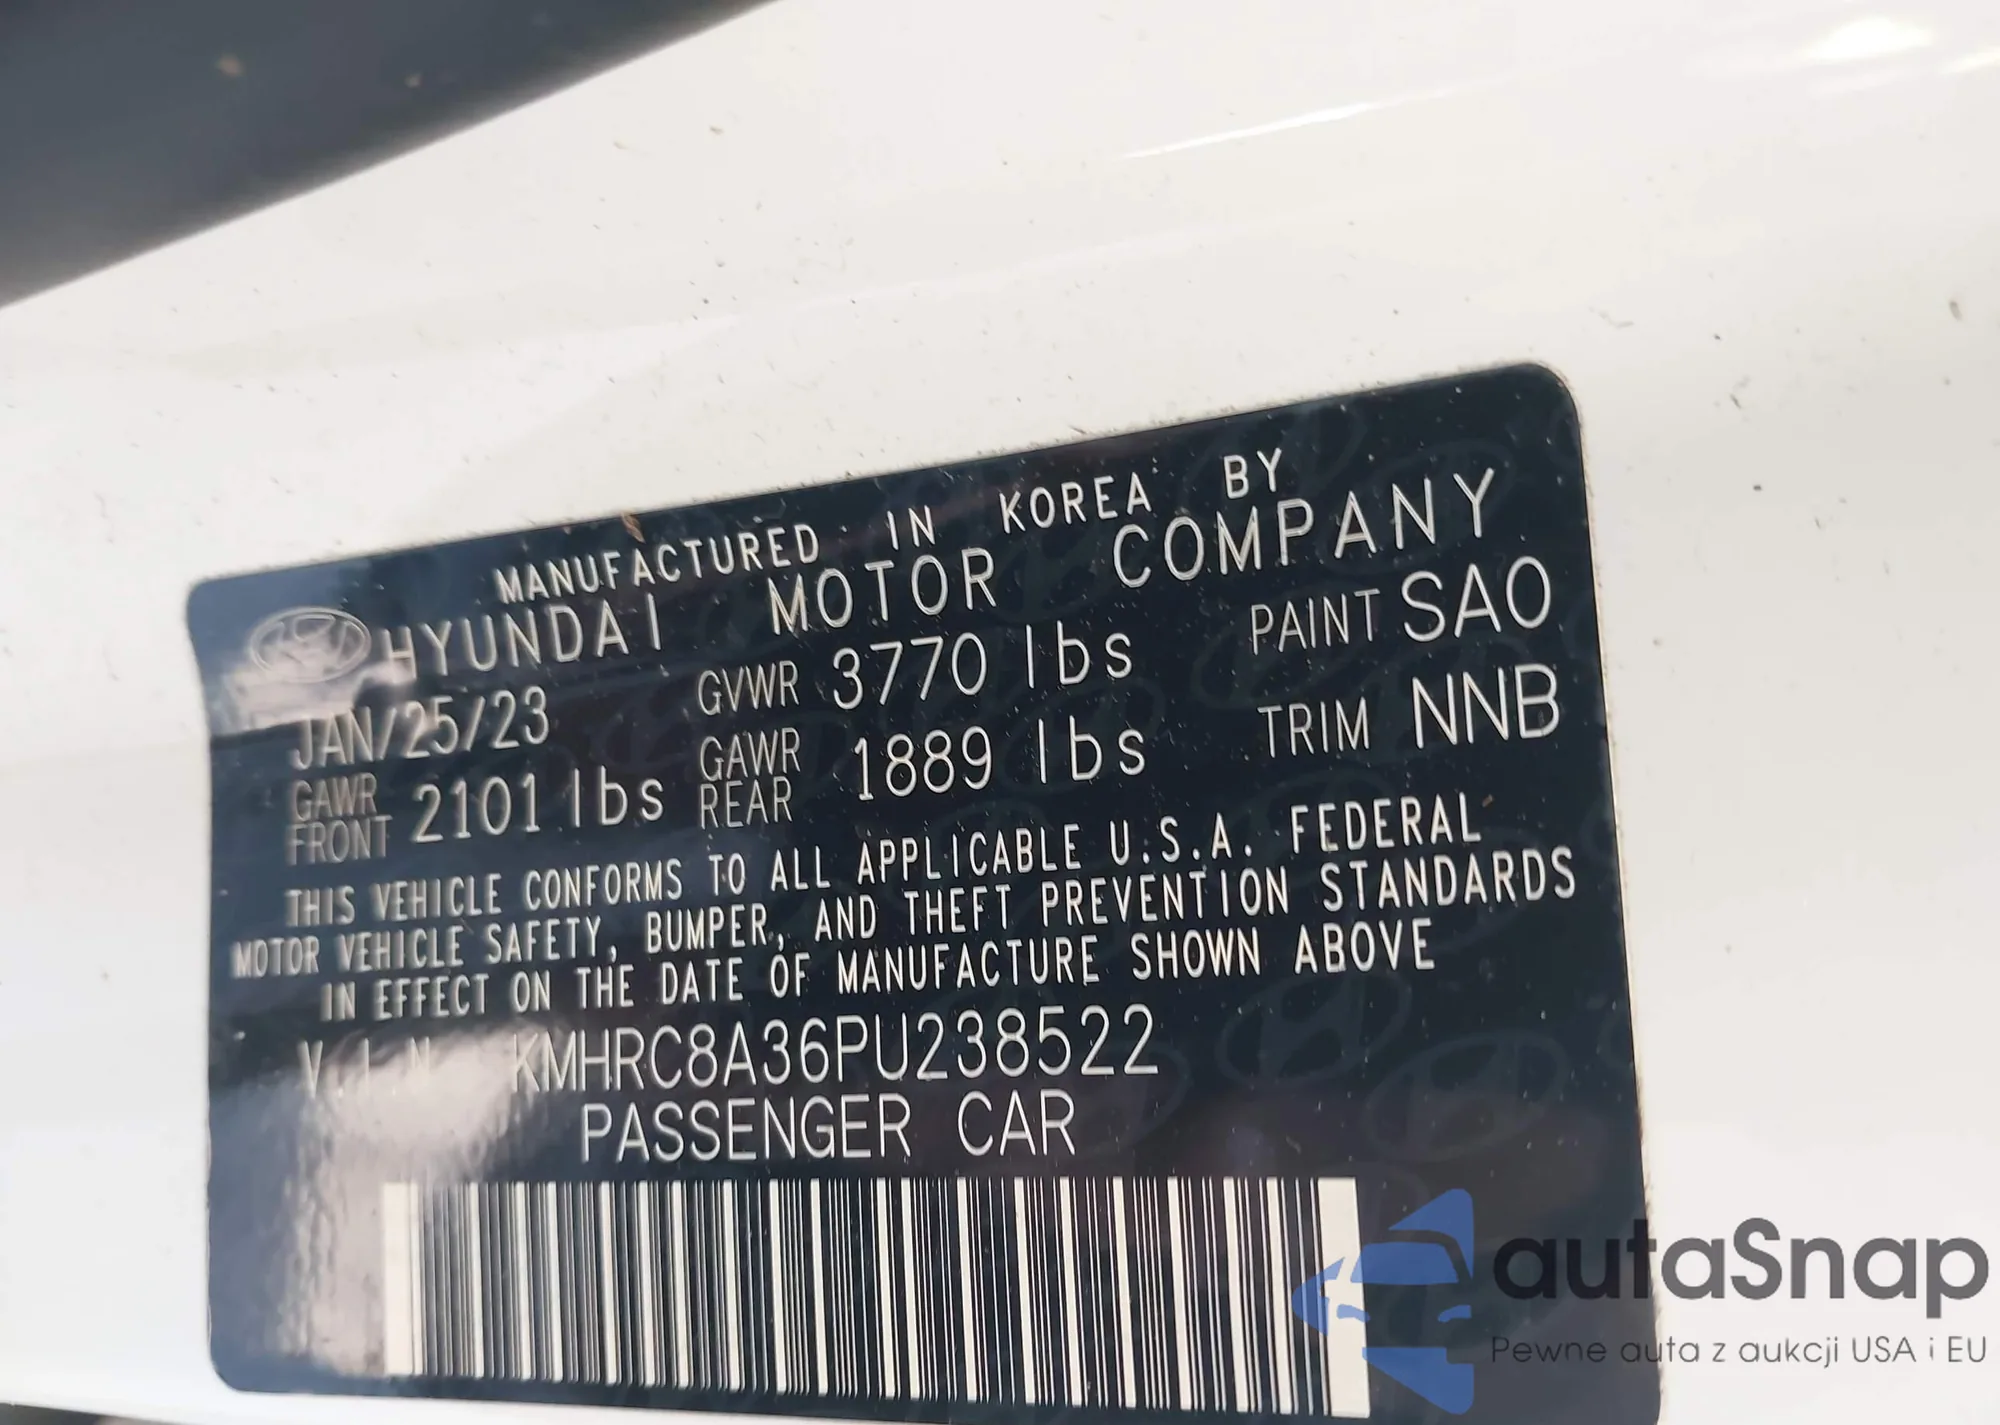 MANUFACTURED IN KOREA BY
HYUNDAI MOTOR COMPANY
JAN/25/23 GVWR 3770 lbs PAINT SAO
GAWR FRONT 2101 lbs GAWR REAR 1889 lbs TRIM NNB
THIS VEHICLE CONFORMS TO ALL APPLICABLE U.S.A. FEDERAL
MOTOR VEHICLE SAFETY, BUMPER, AND THEFT PREVENTION STANDARDS
IN EFFECT ON THE DATE OF MANUFACTURE SHOWN ABOVE
V.I.N KMHRC8A36PU238522
PASSENGER CAR
autaSnap
Pewne auta z aukcji USA i EU